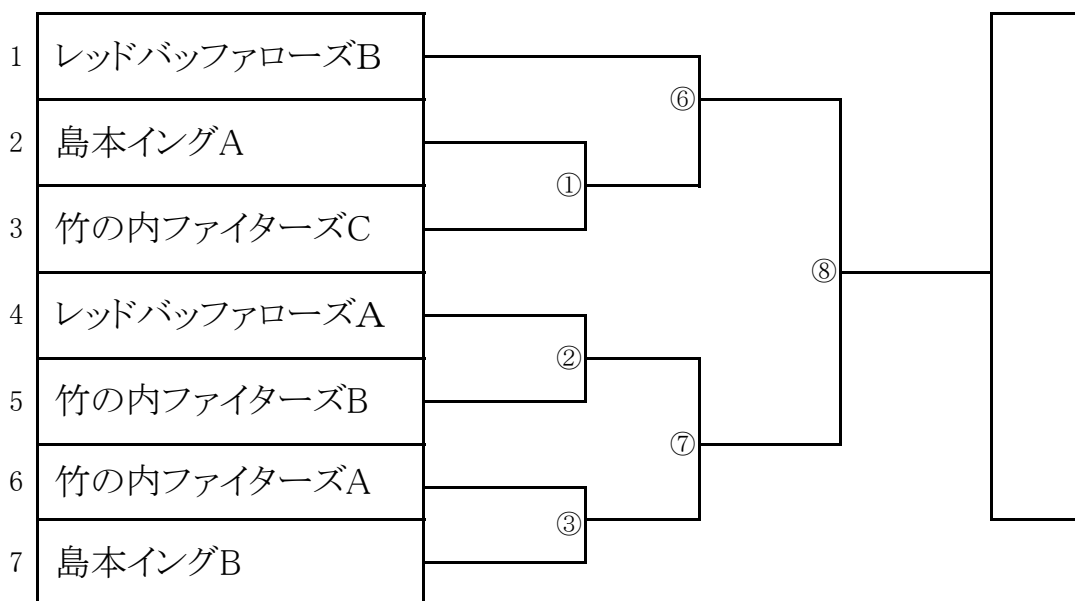 1 レッドバッファローズB
⑥
2 島本イングA
①
3 竹の内ファイターズC
⑧
4 レッドバッファローズA
②
5 竹の内ファイターズB
⑦
6 竹の内ファイターズA
③
7 島本イングB